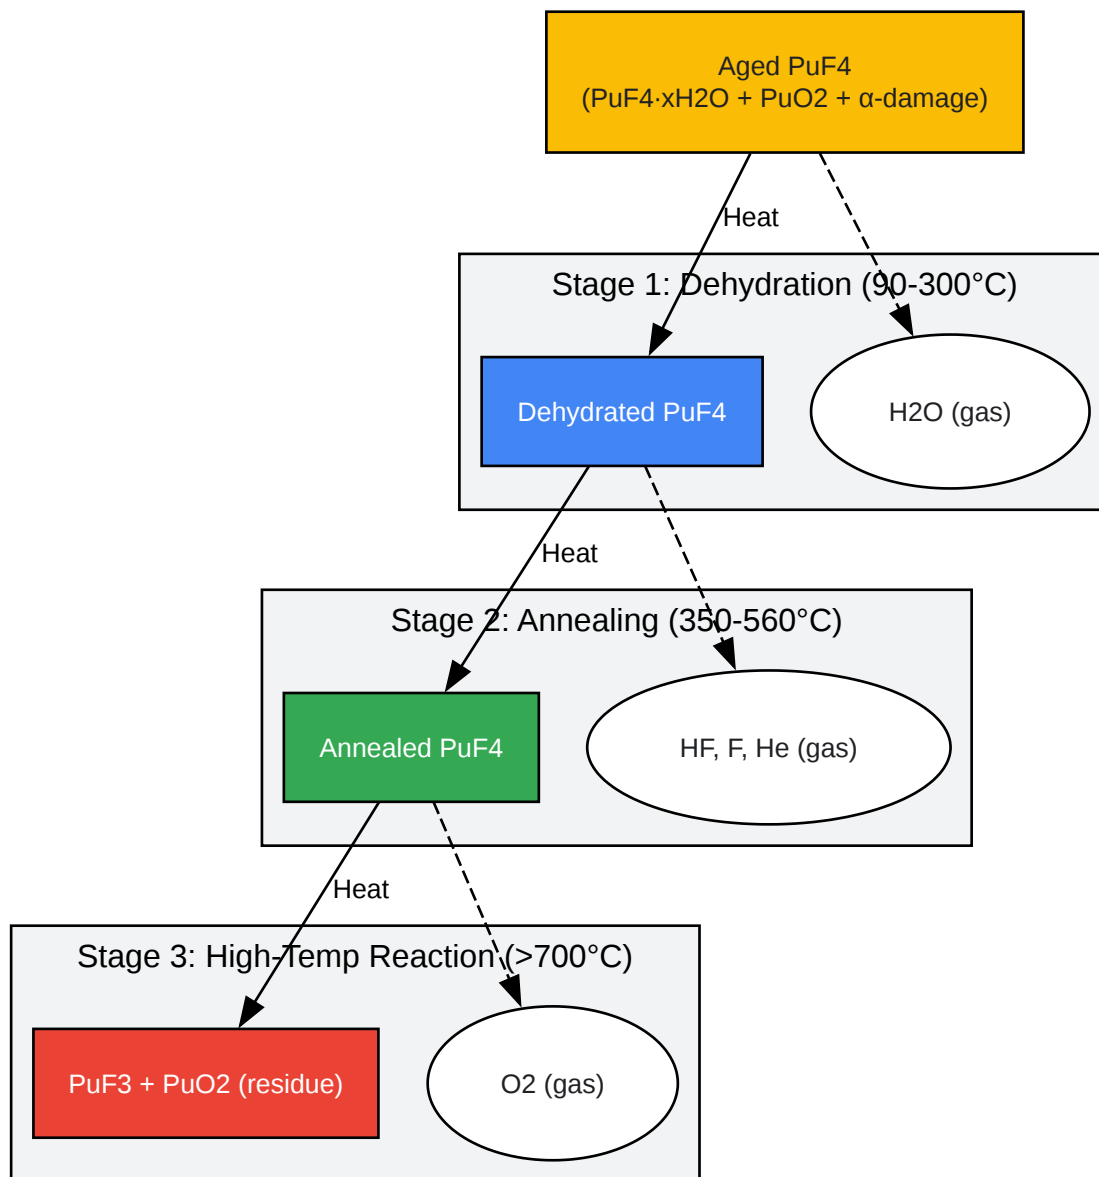 Aged PuF4
(PuF4·xH2O + PuO2 + α-damage)
Heat
Stage 1: Dehydration (90-300°C)
Dehydrated PuF4
H2O (gas)
Heat
Stage 2: Annealing (350-560°C)
Annealed PuF4
HF, F, He (gas)
Heat
Stage 3: High-Temp Reaction (>700°C)
PuF3 + PuO2 (residue)
O2 (gas)